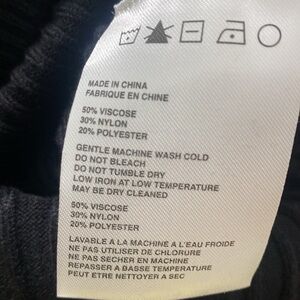 MADE IN CHINA
FABRIQUE EN CHINE
50% VISCOSE
30% NYLON
20% POLYESTER
GENTLE MACHINE WASH COLD
DO NOT BLEACH
DO NOT TUMBLE DRY
LOW IRON AT LOW TEMPERATURE
MAY BE DRY CLEANED
50% VISCOSE
30% NYLON
20% POLYESTER
LAVABLE A LA MACHINE A L'EAU FROIDE
NE PAS UTILISER DE CHLORURE
NE PAS SECHER EN MACHINE
REPASSER A BASSE TEMPERATURE
PEUT ETRE NETTOYER A SEC